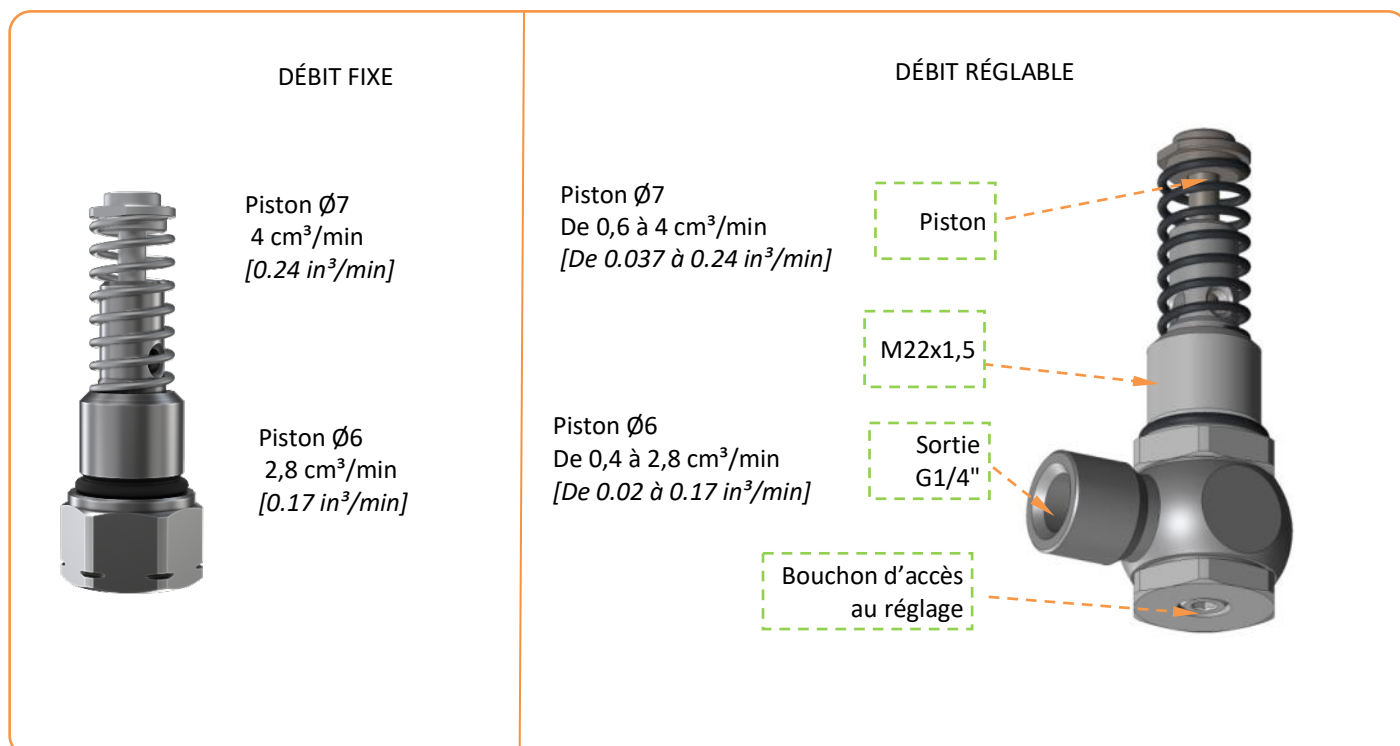 DÉBIT FIXE
Piston Ø7
4 cm³/min
[0.24 in³/min]
Piston Ø6
2,8 cm³/min
[0.17 in³/min]
DÉBIT RÉGLABLE
Piston Ø7
De 0,6 à 4 cm³/min
[De 0.037 à 0.24 in³/min]
Piston Ø6
De 0,4 à 2,8 cm³/min
[De 0.02 à 0.17 in³/min]
Piston
M22x1,5
Sortie
G1/4"
Bouchon d’accès
au réglage